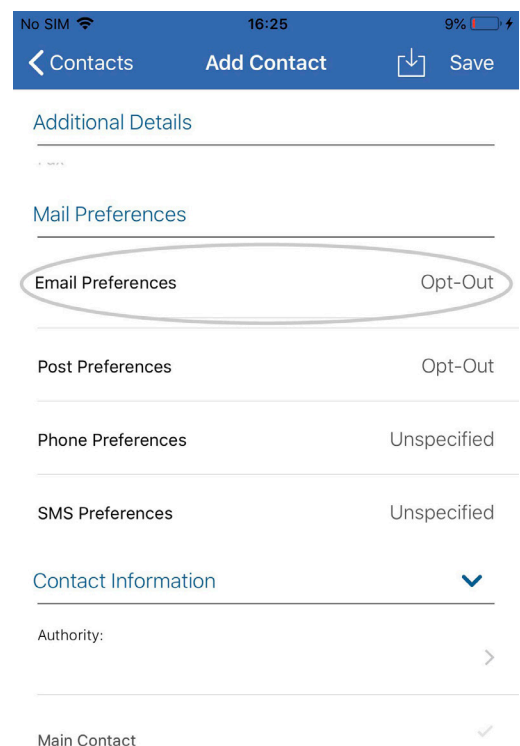 No SIM 16:25 9%
Contacts Add Contact Save
Additional Details
Mail Preferences
Email Preferences Opt-Out
Post Preferences Opt-Out
Phone Preferences Unspecified
SMS Preferences Unspecified
Contact Information
Authority:
Main Contact